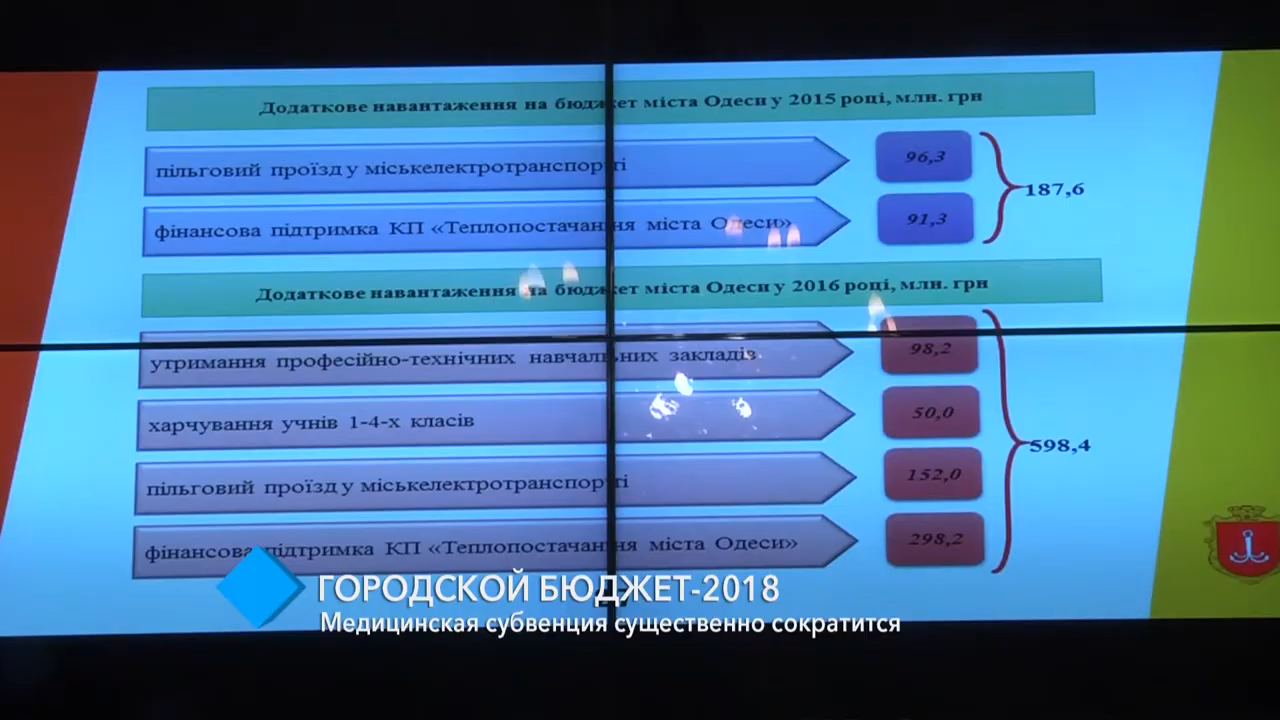 Додаткове навантаження на бюджет міста Одеси у 2015 році, млн. грн
пільговий проїзд у міськелектротранспорті
96,3
187,6
фінансова підтримка КП «Теплопостачання міста Одеси»
91,3
Додаткове навантаження на бюджет міста Одеси у 2016 році, млн. грн
утримання професійно-технічних навчальних закладів
98,2
харчування учнів 1-4-х класів
50,0
598,4
пільговий проїзд у міськелектротранспорті
152,0
фінансова підтримка КП «Теплопостачання міста Одеси»
298,2
ГОРОДСКОЙ БЮДЖЕТ-2018
Медицинская субвенция существенно сократится